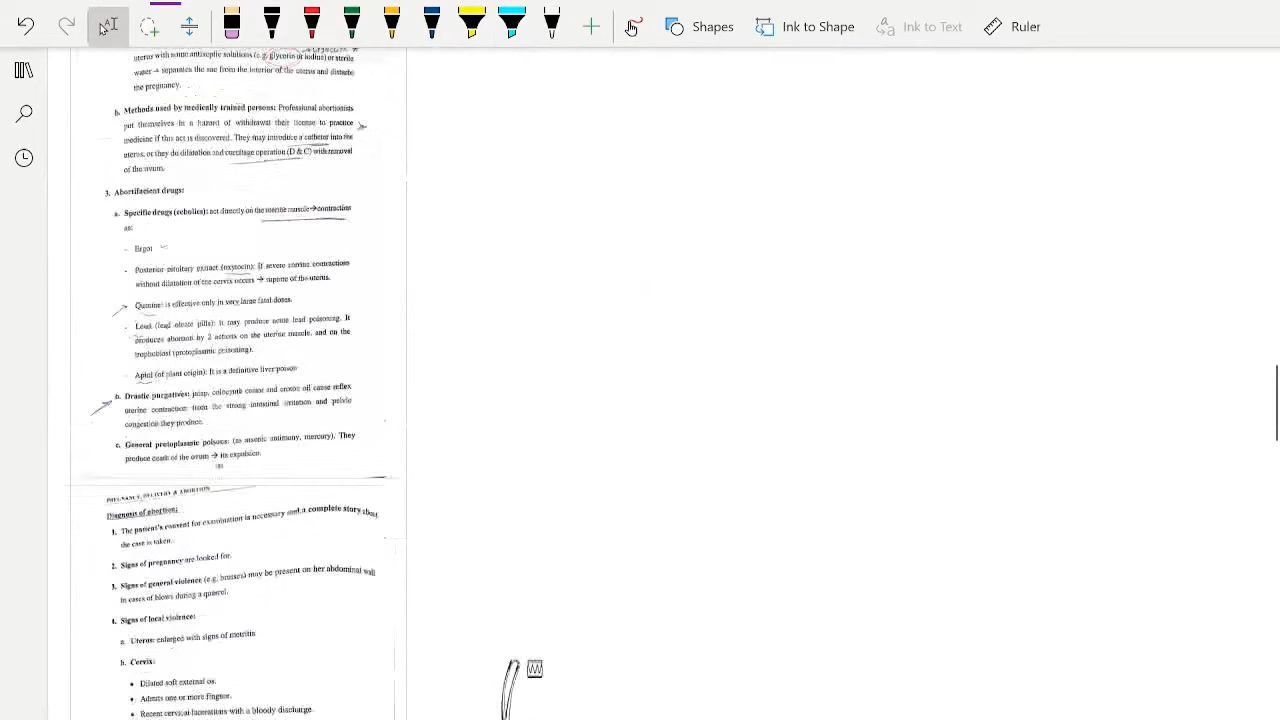 Shapes
Ink to Shape
Ink to Text
Ruler
uterus with some antiseptic solutions (e.g. glycerin or iodine) or sterile
water → separates the sac from the interior of the uterus and disturbs
the pregnancy.
b. Methods used by medically trained persons: Professional abortionists
put themselves in a hazard of withdrawal their license to practice
medicine if this act is discovered. They may introduce a catheter into the
uterus, or they do dilatation and curettage operation (D & C) with removal
of the ovum.
3. Abortifacient drugs:
a. Specific drugs (ecbolics): act directly on the uterine muscle → contraction
as:
- Ergot
- Posterior pituitary extract (oxytocin): If severe uterine contractions
without dilatation of the cervix occurs → rupture of the uterus.
- Quinine: is effective only in very large fatal doses.
- Lead (lead oleate pills): It may produce acute lead poisoning. It
produces abortion by 2 actions on the uterine muscle, and on the
trophoblast (protoplasmic poisoning).
- Apiol (of plant origin): It is a definitive liver poison
b. Drastic purgatives: jalap, colocynth and croton oil cause reflex
uterine contraction from the strong intestinal irritation and pelvic
congestion they produce.
c. General protoplasmic poisons: (as arsenic antimony, mercury). They
produce death of the ovum → its expulsion.
PREGNANCY, DELIVERY & ABORTION
Diagnosis of abortion:
1. The patient's consent for examination is necessary and a complete story about
the case is taken.
2. Signs of pregnancy are looked for.
3. Signs of general violence (e.g. bruises) may be present on her abdominal wall
in cases of blows during a quarrel.
4. Signs of local violence:
a. Uterus: enlarged with signs of metritis
b. Cervix:
• Dilated soft external os.
• Admits one or more finger.
• Recent cervical lacerations with a bloody discharge.